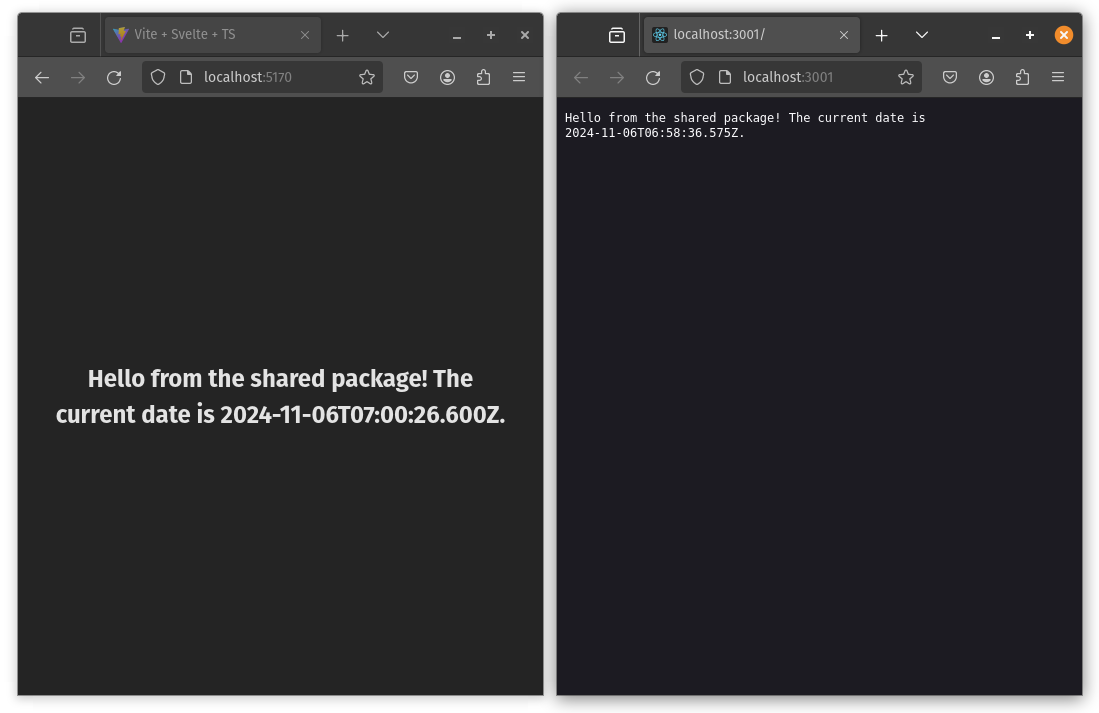 Vite + Svelte + TS
localhost:5170
Hello from the shared package! The
current date is 2024-11-06T07:00:26.600Z.
localhost:3001/
localhost:3001
Hello from the shared package! The current date is
2024-11-06T06:58:36.575Z.